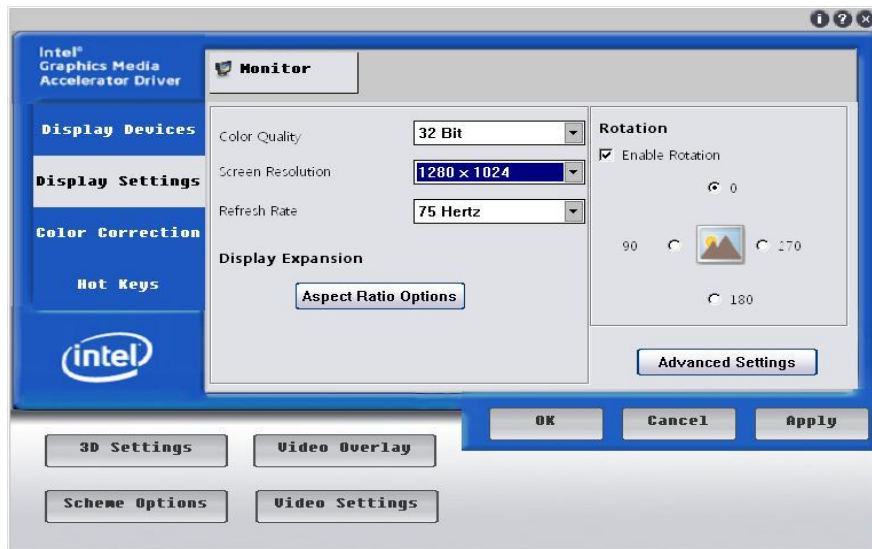 Intel®
Graphics Media
Accelerator Driver
Monitor
Display Devices
Display Settings
Color Correction
Hot Keys
intel
Color Quality
32 Bit
Screen Resolution
1280 x 1024
Refresh Rate
75 Hertz
Display Expansion
Aspect Ratio Options
Rotation
Enable Rotation
0
90
270
180
Advanced Settings
OK
Cancel
Apply
3D Settings
Video Overlay
Scheme Options
Video Settings